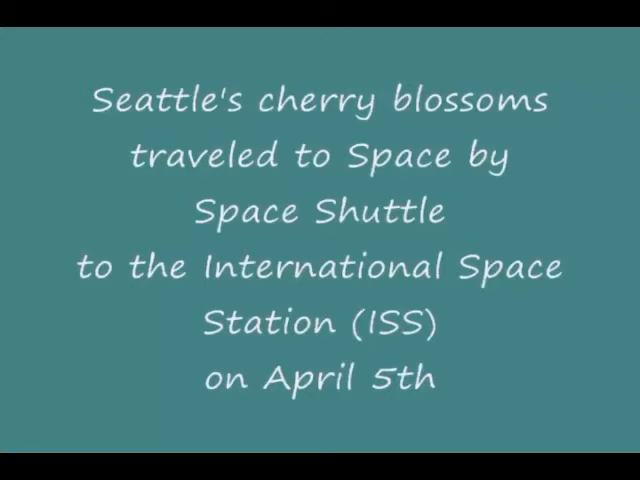 Seattle's cherry blossoms
traveled to Space by
Space Shuttle
to the International Space
Station (ISS)
on April 5th